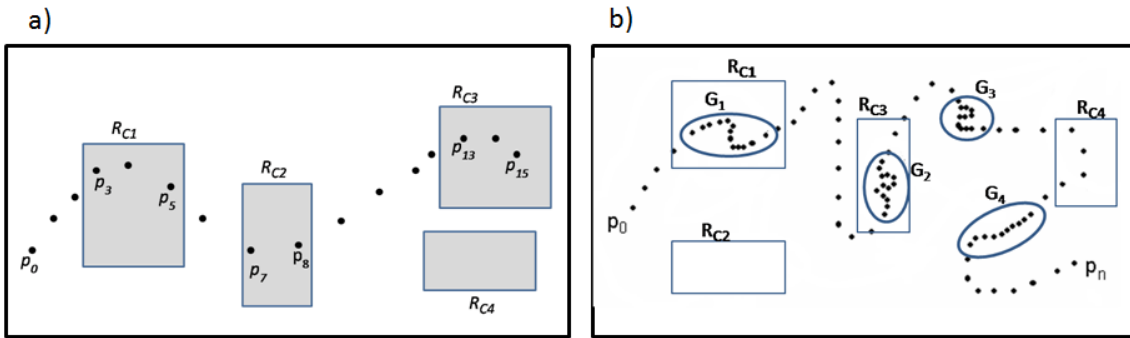 a)
R_C1
p_3
p_5
R_C2
p_0
p_7
p_8
R_C3
p_13
p_15
R_C4
b)
R_C1
G_1
R_C3
G_3
R_C4
G_2
p_0
R_C2
G_4
p_n